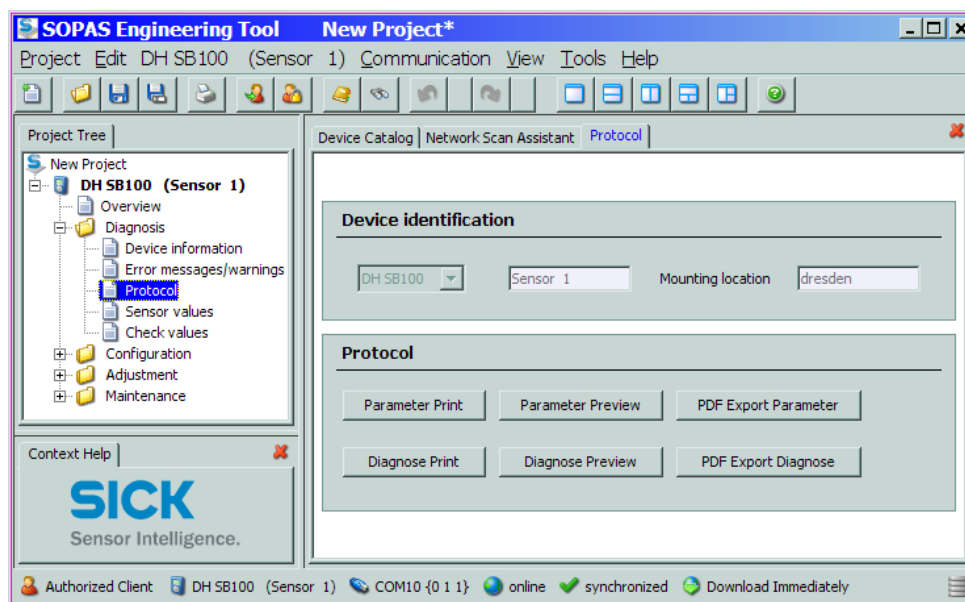 SOPAS Engineering Tool New Project*
Project Edit DH SB100 (Sensor 1) Communication View Tools Help
Project Tree
New Project
DH SB100 (Sensor 1)
Overview
Diagnosis
Device information
Error messages/warnings
Protocol
Sensor values
Check values
Configuration
Adjustment
Maintenance
Context Help
SICK
Sensor Intelligence.
Device Catalog Network Scan Assistant Protocol
Device identification
DH SB100 Sensor 1 Mounting location dresden
Protocol
Parameter Print Parameter Preview PDF Export Parameter
Diagnose Print Diagnose Preview PDF Export Diagnose
Authorized Client DH SB100 (Sensor 1) COM10 {0 1 1} online synchronized Download Immediately